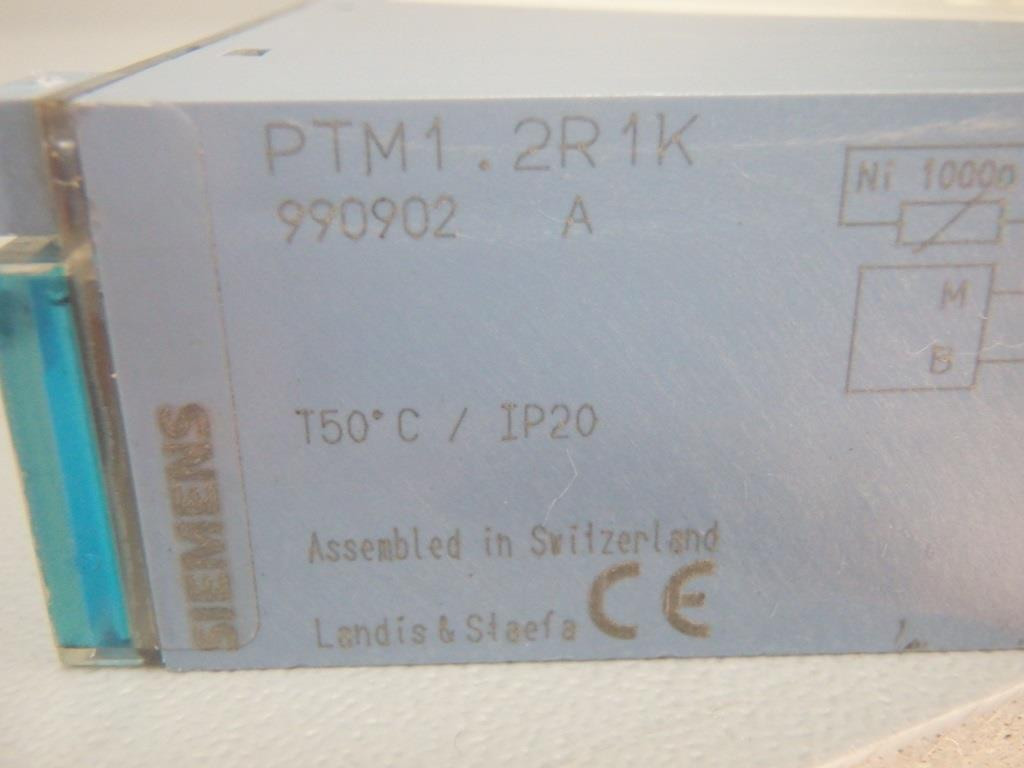 PTM1.2R1K
990902 A
Ni 1000Ω
M
B
T50°C / IP20
SIEMENS
Assembled in Switzerland
Landis & Staefa CE